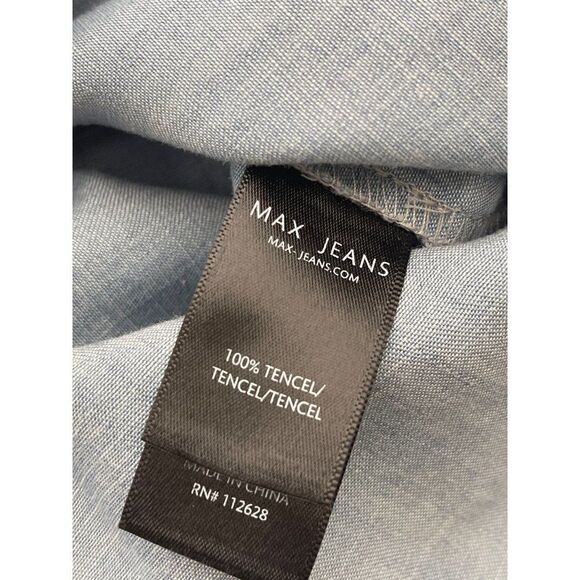 MAX JEANS
MAX-JEANS.COM
100% TENCEL/
TENCEL/TENCEL
MADE IN CHINA
RN# 112628